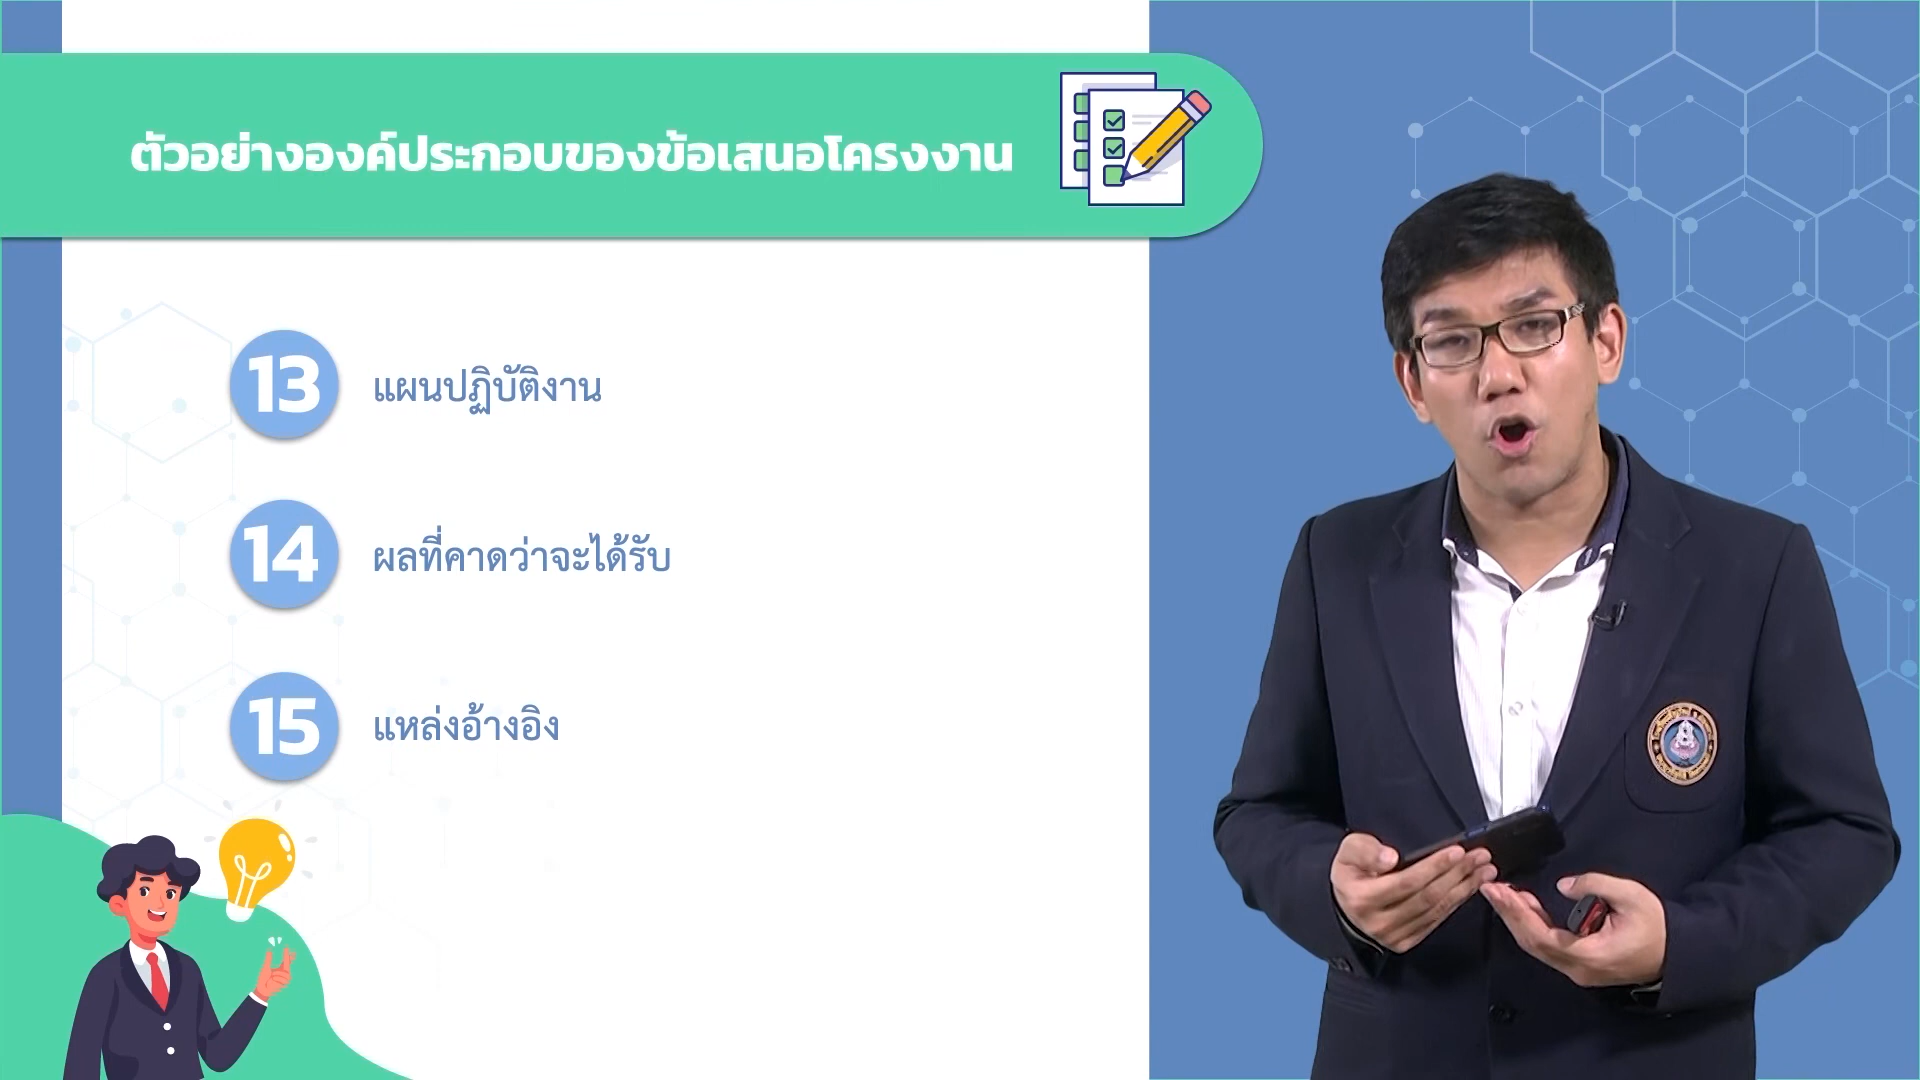 ตัวอย่างองค์ประกอบของข้อเสนอโครงงาน
13 แผนปฏิบัติงาน
14 ผลที่คาดว่าจะได้รับ
15 แหล่งอ้างอิง